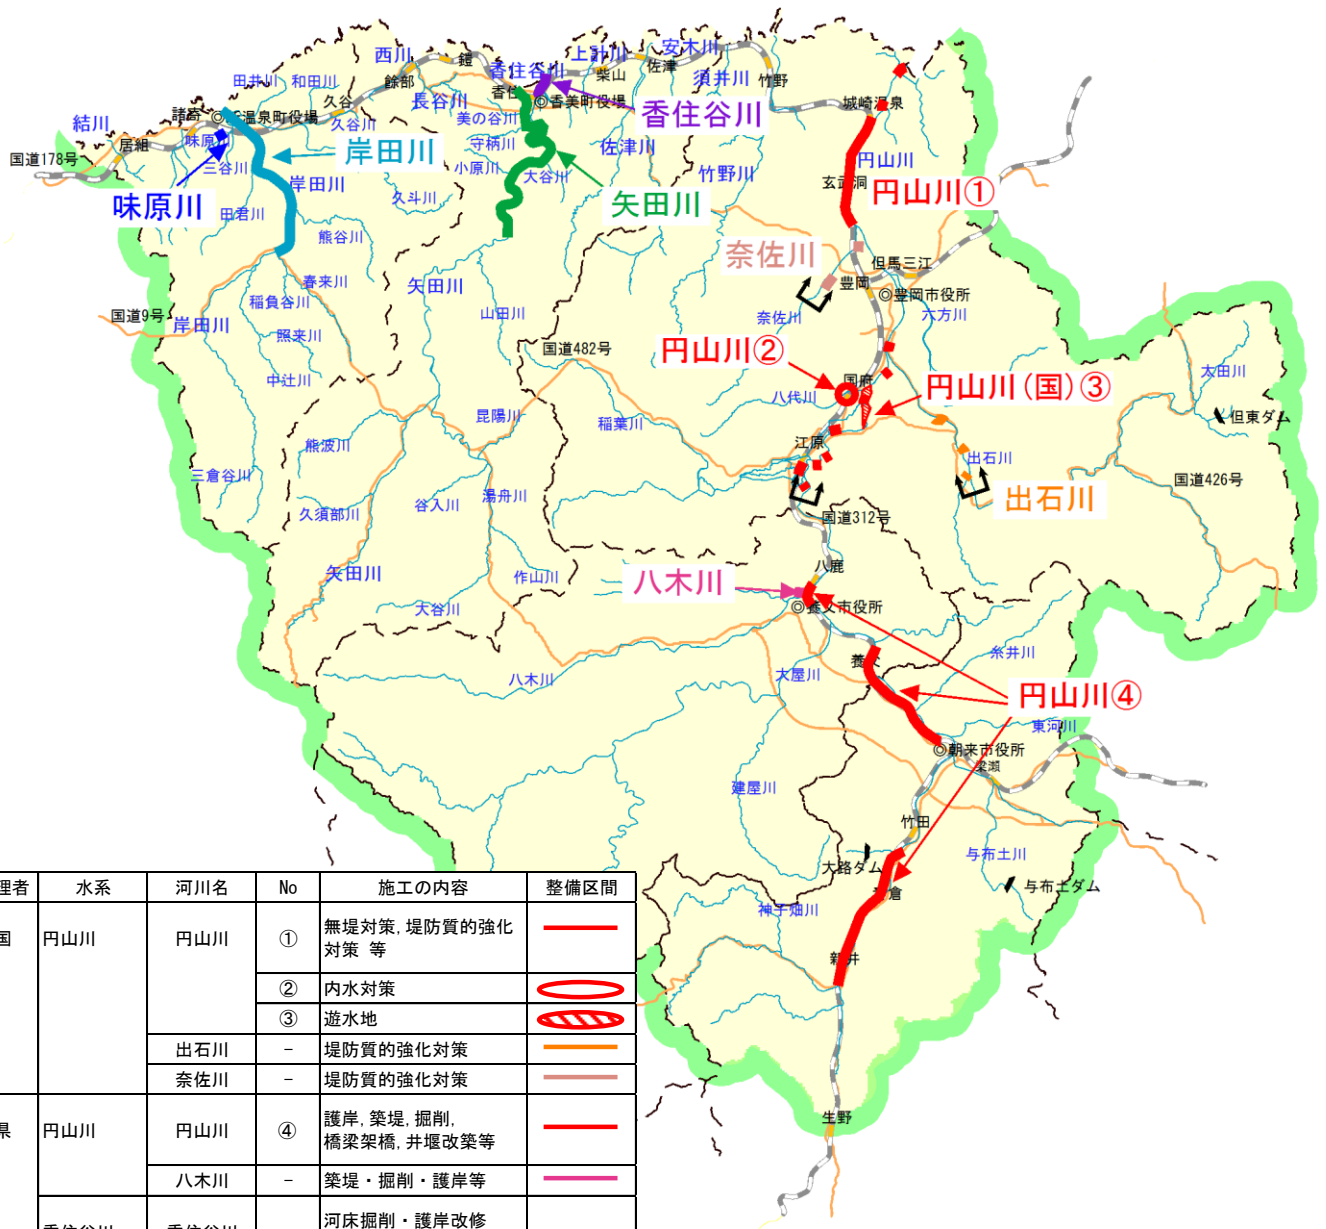 西川
鎧
上計川
安木川
香住谷川
柴山
佐津
須井川
竹野
田井川
和田川
久谷
餘部
長谷川
香住
◎香美町役場
諸寄
温泉町役場
久谷川
美の谷川
香住谷川
城崎温泉
結川
居組
味原川
守柄川
佐津川
国道178号
三谷川
岸田川
小原川
大谷川
竹野川
円山川
玄武洞
岸田川
味原川
田君川
久斗川
矢田川
円山川①
熊谷川
奈佐川
但馬三江
春来川
矢田川
豊岡
◎豊岡市役所
稲負谷川
国道9号
岸田川
山田川
奈佐川
六方川
照来川
国道482号
円山川②
中辻川
国府
円山川(国)③
太田川
八代川
昆陽川
稲葉川
但東ダム
熊波川
江原
出石川
三倉谷川
湯舟川
国道426号
谷入川
出石川
久須部川
国道312号
八鹿
矢田川
作山川
八木川
大谷川
◎養父市役所
糸井川
養父
八木川
大屋川
円山川④
東河川
◎朝来市役所
梁瀬
建屋川
竹田
与布土川
大路ダム
与布土ダム
倉
神子畑川
新井
生野
理者 水系 河川名 No 施工の内容 整備区間
国 円山川 円山川 ① 無堤対策, 堤防質的強化
対策 等
② 内水対策
③ 遊水地
出石川 － 堤防質的強化対策
奈佐川 － 堤防質的強化対策
県 円山川 円山川 ④ 護岸, 築堤, 掘削,
橋梁架橋, 井堰改築等
八木川 － 築堤・掘削・護岸等
香住谷川 香住谷川 河床掘削・護岸改修